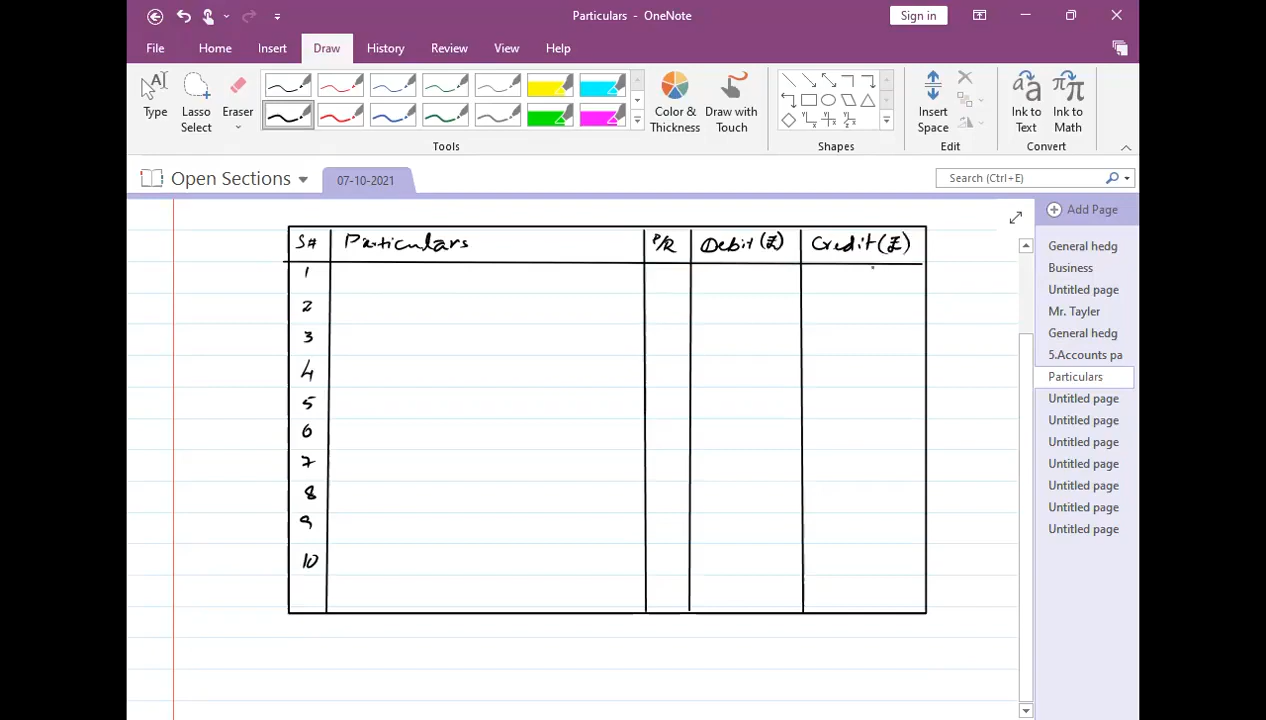 Particulars - OneNote
Sign in
File Home Insert Draw History Review View Help
Type
Lasso Select
Eraser
Color & Thickness
Draw with Touch
Insert Space
Ink to Text
Ink to Math
Tools
Shapes
Edit
Convert
Open Sections
07-10-2021
Search (Ctrl+E)
Add Page
General hedg
Business
Untitled page
Mr. Tayler
General hedg
5.Accounts pa
Particulars
Untitled page
Untitled page
Untitled page
Untitled page
Untitled page
Untitled page
Untitled page
S# Particulars P/R Debit (£) Credit (£)
1
2
3
4
5
6
7
8
9
10